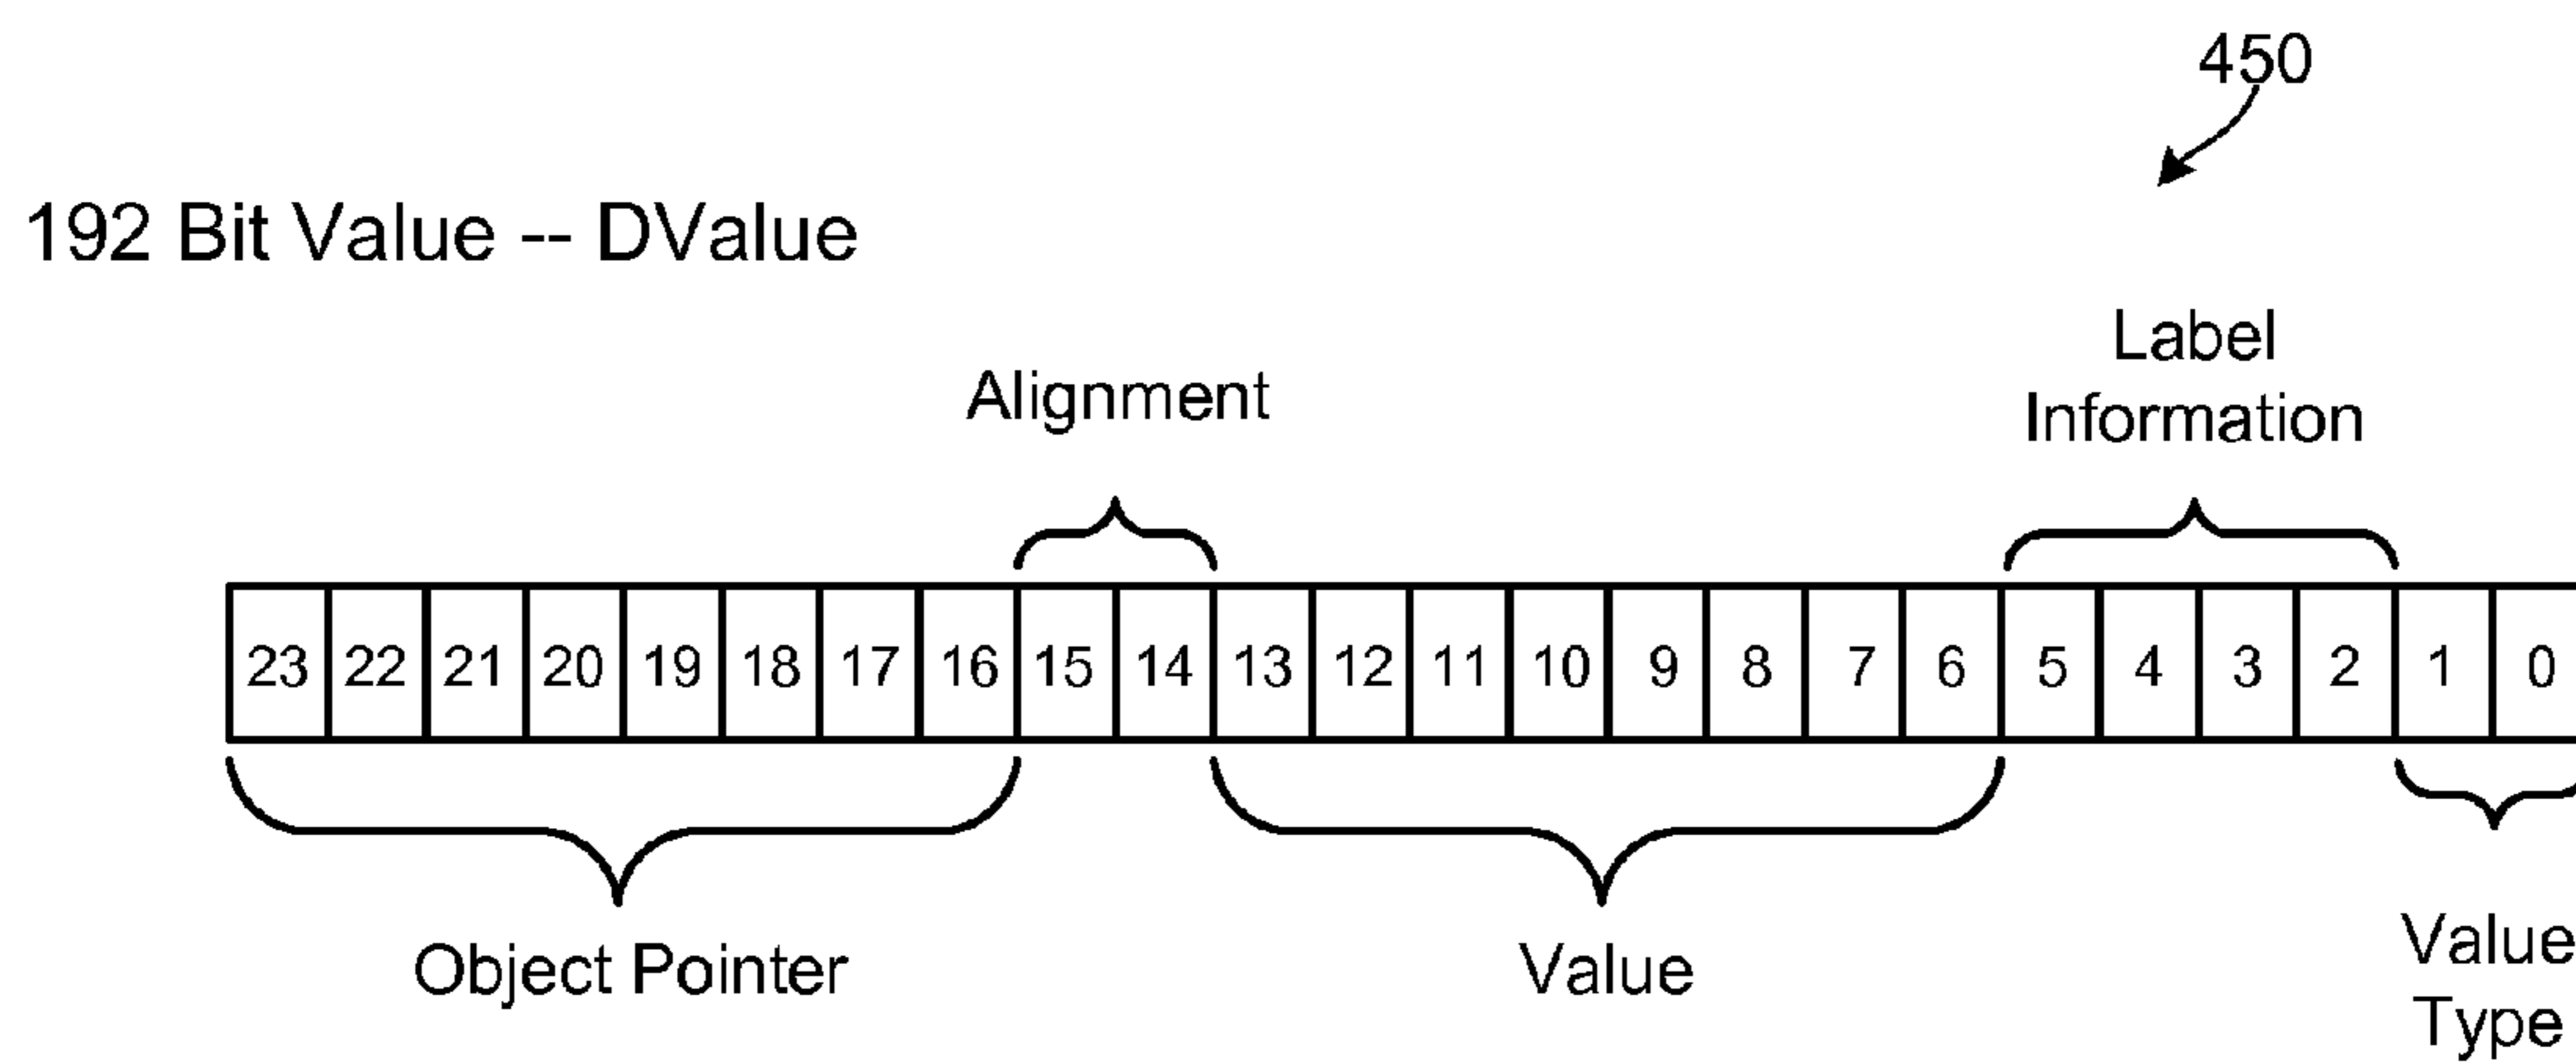 450
192 Bit Value -- DValue
Label
Information
Alignment
23 22 21 20 19 18 17 16 15 14 13 12 11 10 9 8 7 6 5 4 3 2 1 0
Object Pointer
Value
Value
Type